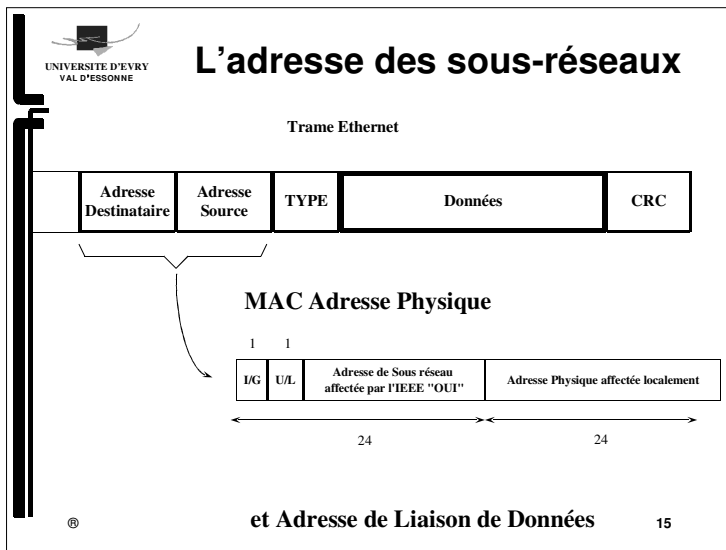 UNIVERSITE D'EVRY
VAL D'ESSONNE
L'adresse des sous-réseaux
Trame Ethernet
Adresse Destinataire
Adresse Source
TYPE
Données
CRC
MAC Adresse Physique
1 1
I/G
U/L
Adresse de Sous réseau
affectée par l'IEEE "OUI"
Adresse Physique affectée localement
24 24
® et Adresse de Liaison de Données 15